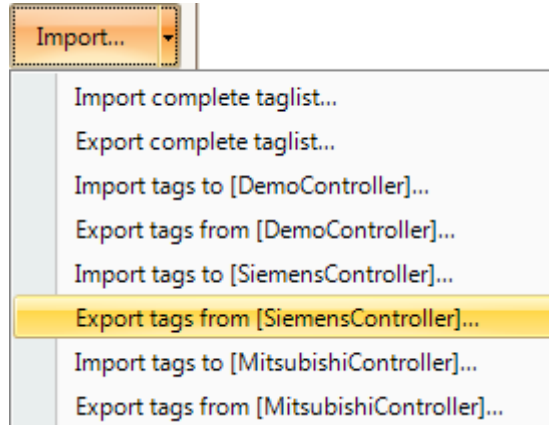 Import...
Import complete taglist...
Export complete taglist...
Import tags to [DemoController]...
Export tags from [DemoController]...
Import tags to [SiemensController]...
Export tags from [SiemensController]...
Import tags to [MitsubishiController]...
Export tags from [MitsubishiController]...